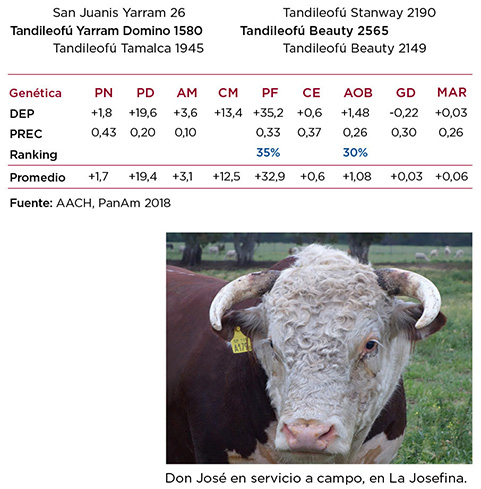 San Juanis Yarram 26 Tandileofú Stanway 2190
Tandileofú Yarram Domino 1580 Tandileofú Beauty 2565
Tandileofú Tamalca 1945 Tandileofú Beauty 2149
Genética PN PD AM CM PF CE AOB GD MAR
DEP +1,8 +19,6 +3,6 +13,4 +35,2 +0,6 +1,48 -0,22 +0,03
PREC 0,43 0,20 0,10 0,33 0,37 0,26 0,30 0,26
Ranking 35% 30%
Promedio +1,7 +19,4 +3,1 +12,5 +32,9 +0,6 +1,08 +0,03 +0,06
Fuente: AACH, PanAm 2018
Don José en servicio a campo, en La Josefina.